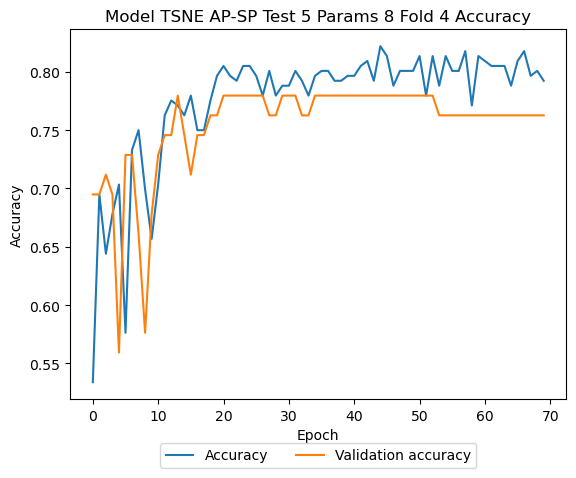 Model TSNE AP-SP Test 5 Params 8 Fold 4 Accuracy
0.80
0.75
0.70
0.65
0.60
0.55
Accuracy
0 10 20 30 40 50 60 70
Epoch
Accuracy Validation accuracy